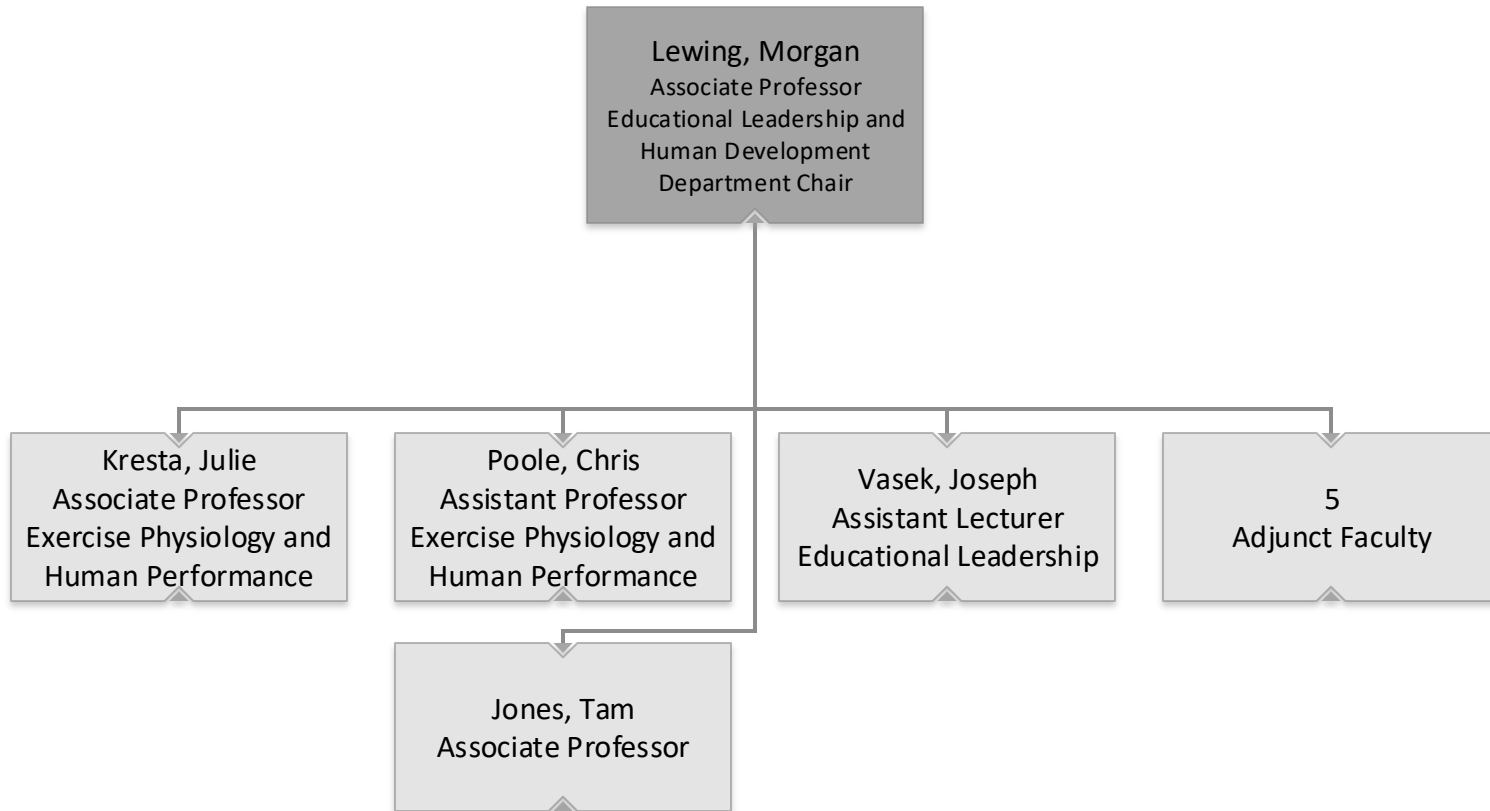 Lewing, Morgan
Associate Professor
Educational Leadership and
Human Development
Department Chair
Kresta, Julie
Associate Professor
Exercise Physiology and
Human Performance
Poole, Chris
Assistant Professor
Exercise Physiology and
Human Performance
Vasek, Joseph
Assistant Lecturer
Educational Leadership
5
Adjunct Faculty
Jones, Tam
Associate Professor